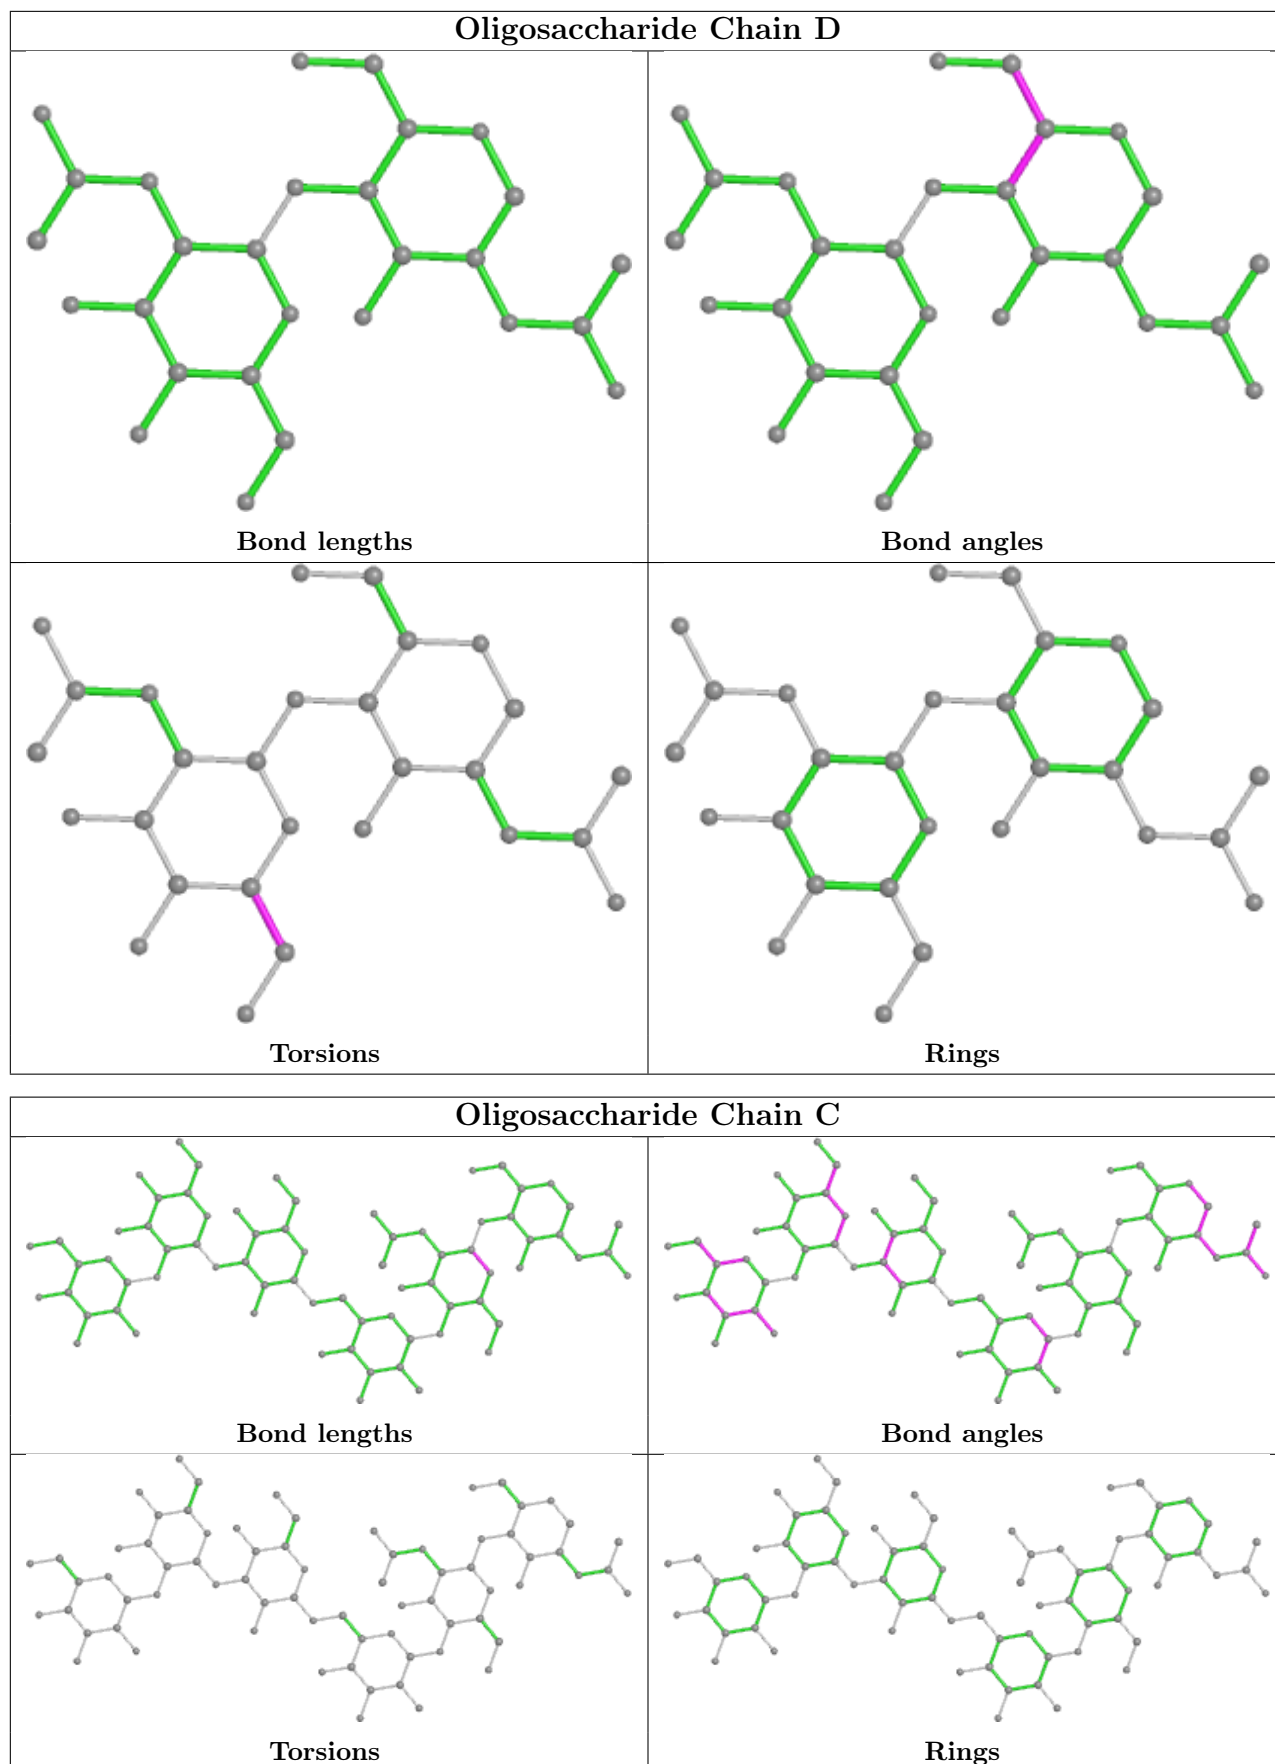 Oligosaccharide Chain D
Bond lengths
Bond angles
Torsions
Rings
Oligosaccharide Chain C
Bond lengths
Bond angles
Torsions
Rings